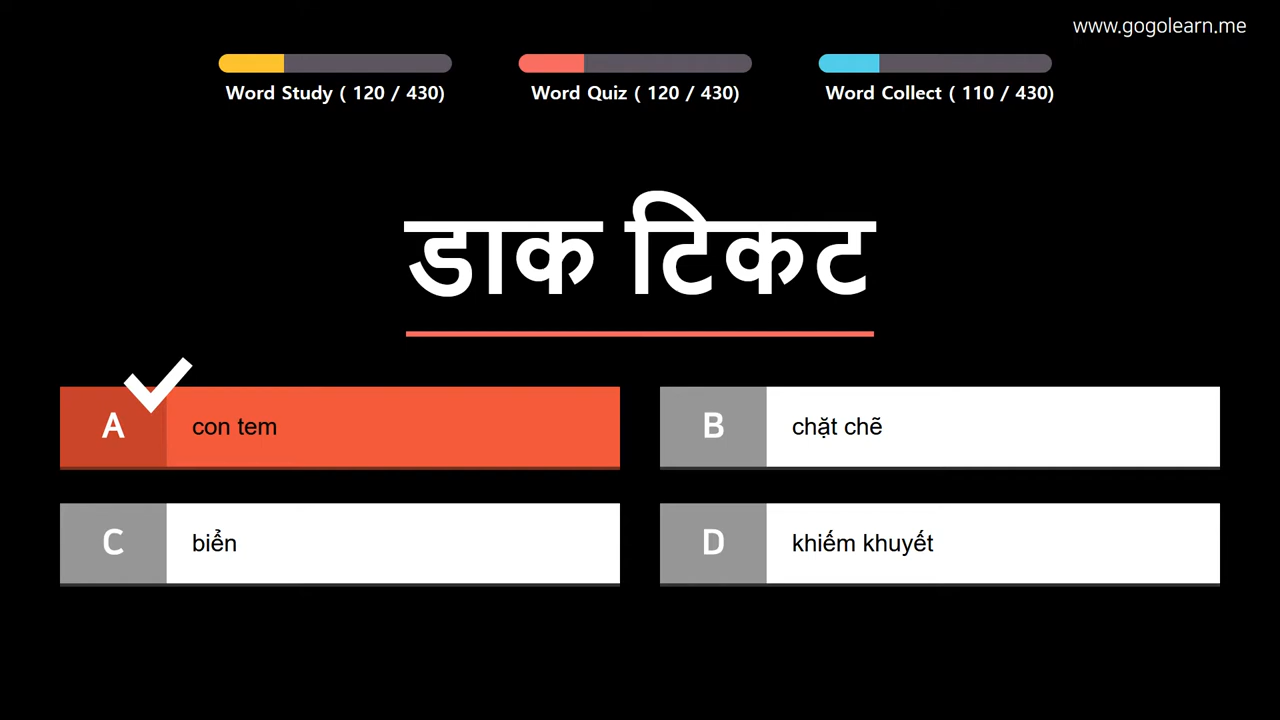 www.gogolearn.me
Word Study ( 120 / 430)
Word Quiz ( 120 / 430)
Word Collect ( 110 / 430)
डाक टिकट
A con tem
B chặt chẽ
C biển
D khiếm khuyết